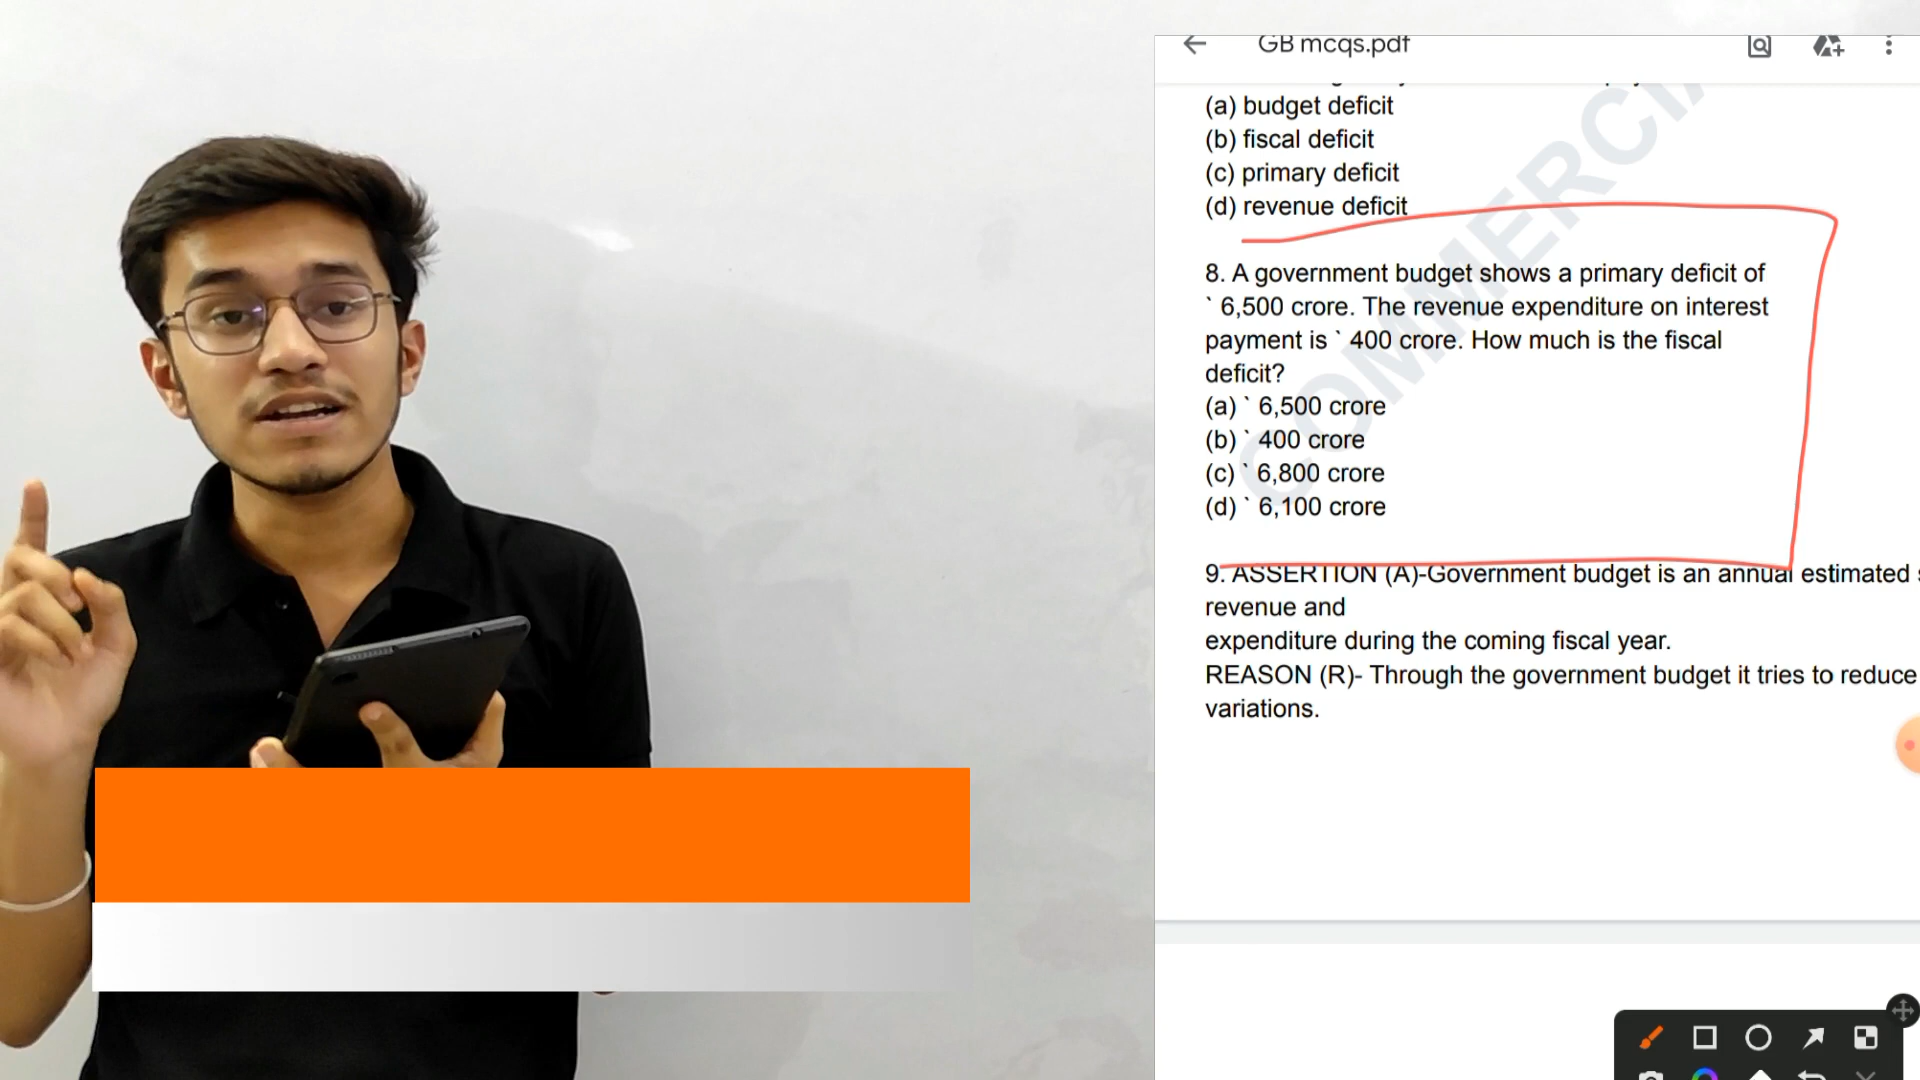 GB mcqs.pdf
(a) budget deficit
(b) fiscal deficit
(c) primary deficit
(d) revenue deficit
8. A government budget shows a primary deficit of
` 6,500 crore. The revenue expenditure on interest
payment is ` 400 crore. How much is the fiscal
deficit?
(a) ` 6,500 crore
(b) ` 400 crore
(c) ` 6,800 crore
(d) ` 6,100 crore
9. ASSERTION (A)-Government budget is an annual estimated
revenue and
expenditure during the coming fiscal year.
REASON (R)- Through the government budget it tries to reduce
variations.
COMMERCIA